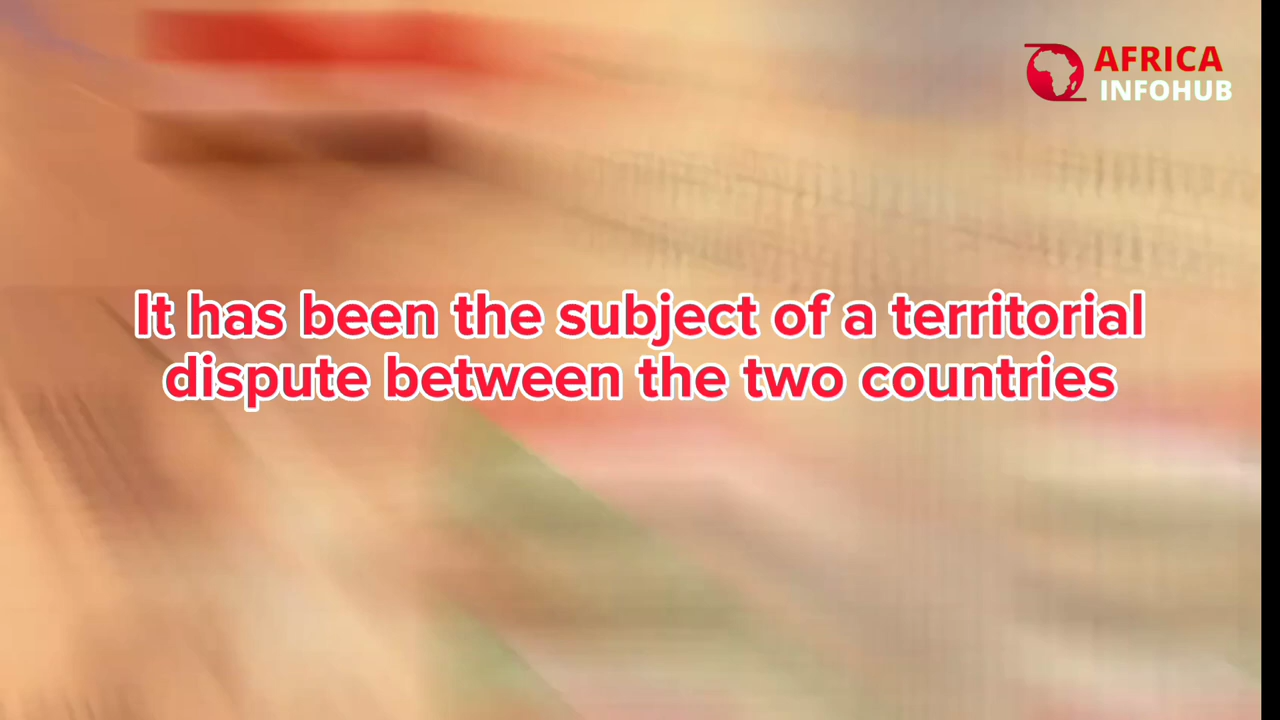 AFRICA
INFOHUB
It has been the subject of a territorial
dispute between the two countries